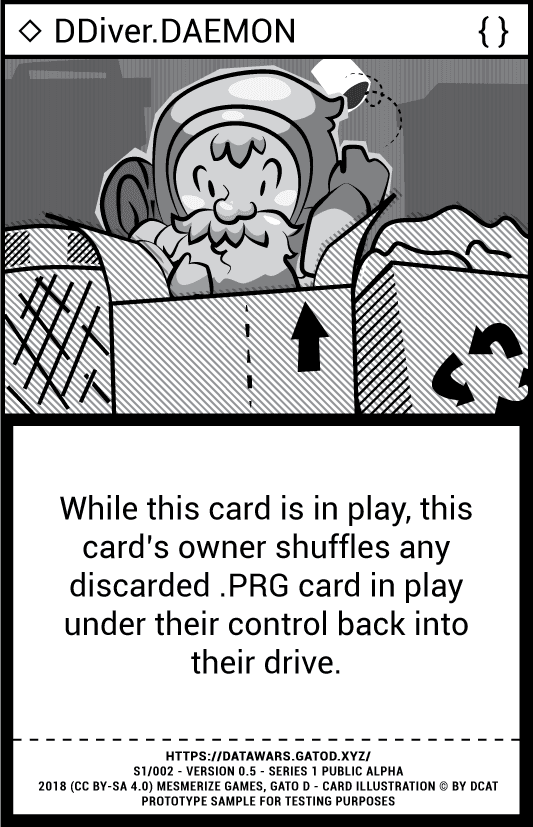 ◇ DDiver.DAEMON { }
While this card is in play, this
card's owner shuffles any
discarded .PRG card in play
under their control back into
their drive.
HTTPS://DATAWARS.GATOD.XYZ/
S1/002 - VERSION 0.5 - SERIES 1 PUBLIC ALPHA
2018 (CC BY-SA 4.0) MESMERIZE GAMES, GATO D - CARD ILLUSTRATION © BY DCAT
PROTOTYPE SAMPLE FOR TESTING PURPOSES